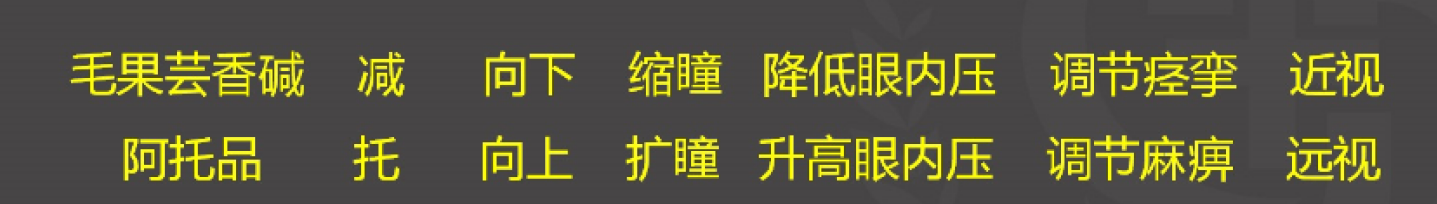 毛果芸香碱 减 向下 缩瞳 降低眼内压 调节痉挛 近视
阿托品 托 向上 扩瞳 升高眼内压 调节麻痹 远视